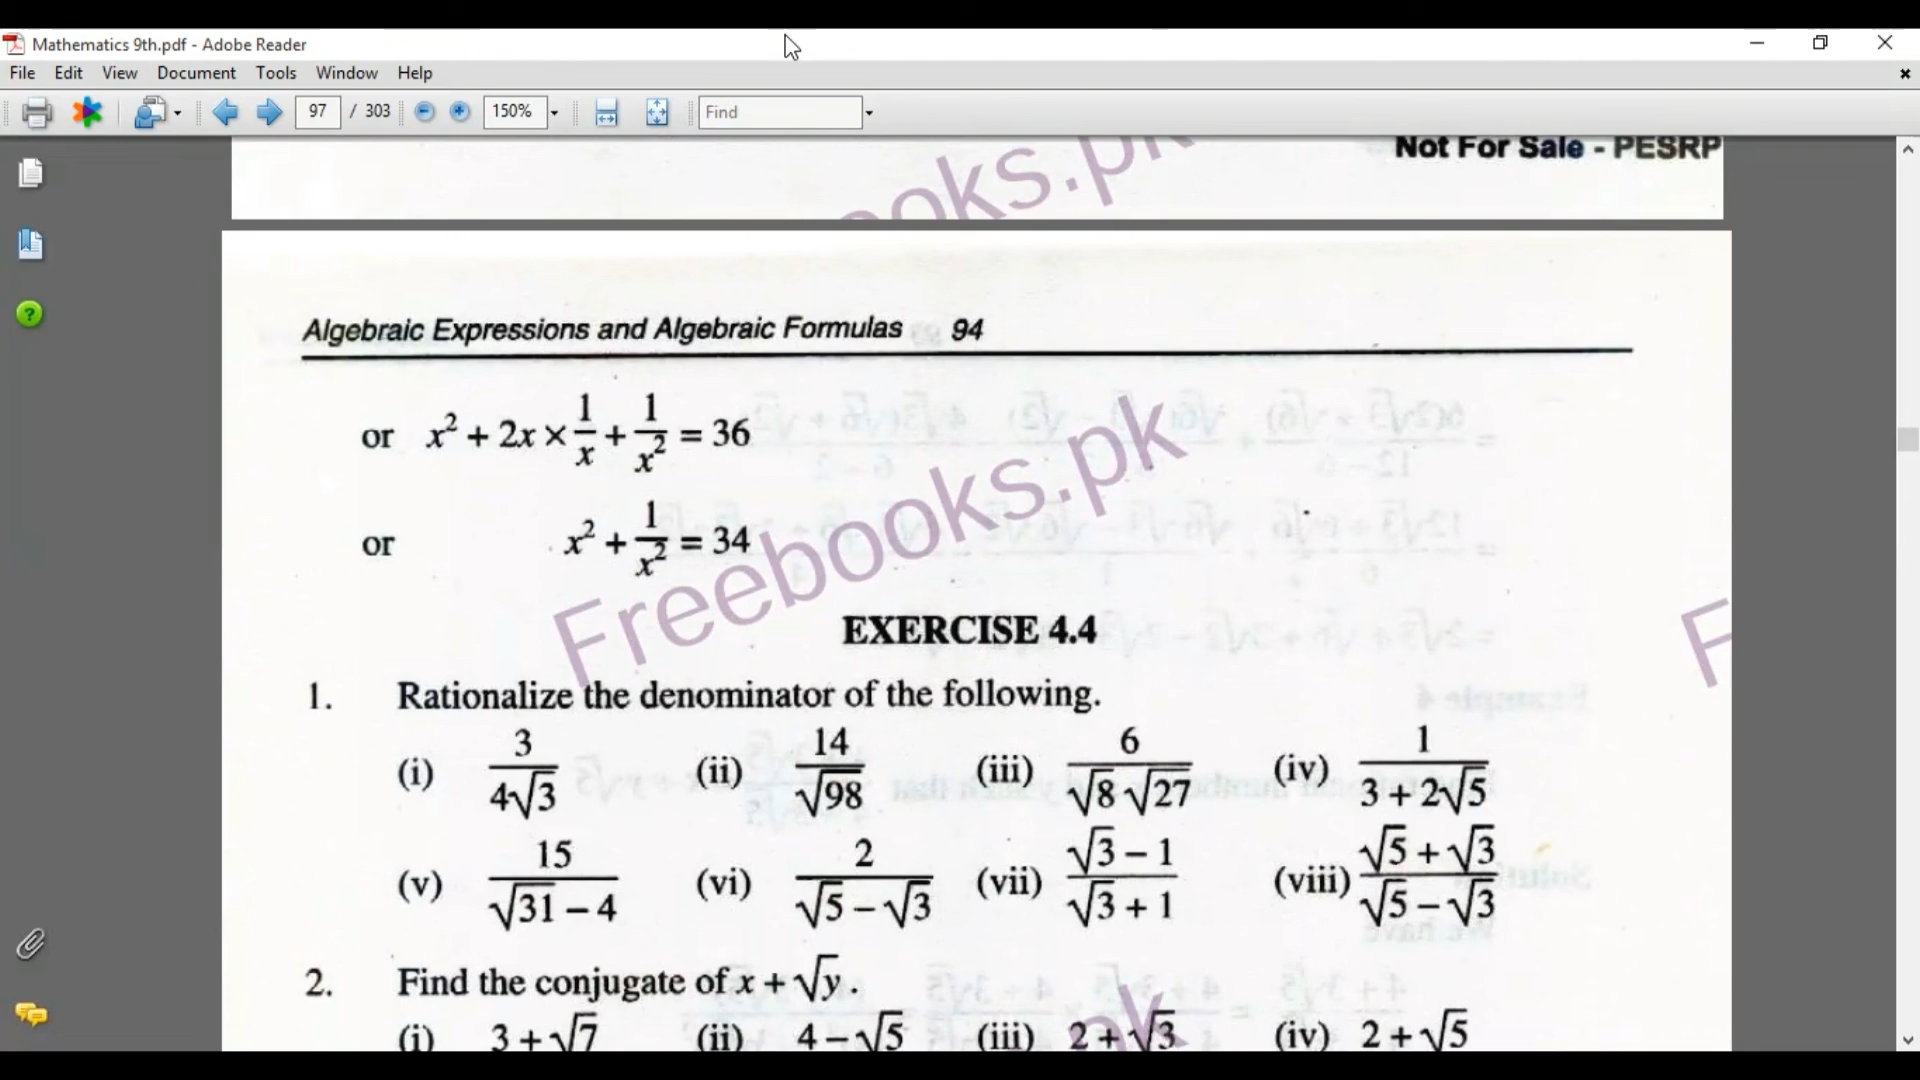 Mathematics 9th.pdf - Adobe Reader
File Edit View Document Tools Window Help
97 / 303 150% Find
Not For Sale - PESRP
ooks.pk
Algebraic Expressions and Algebraic Formulas 94
or x² + 2x × 1/x + 1/x² = 36
or x² + 1/x² = 34
Freebooks.pk
EXERCISE 4.4
1. Rationalize the denominator of the following.
(i) 3/(4√3) (ii) 14/√98 (iii) 6/(√8 √27) (iv) 1/(3 + 2√5)
(v) 15/(√31 – 4) (vi) 2/(√5 – √3) (vii) (√3 – 1)/(√3 + 1) (viii) (√5 + √3)/(√5 – √3)
2. Find the conjugate of x + √y.
(i) 3 + √7 (ii) 4 – √5 (iii) 2 + √3 (iv) 2 + √5